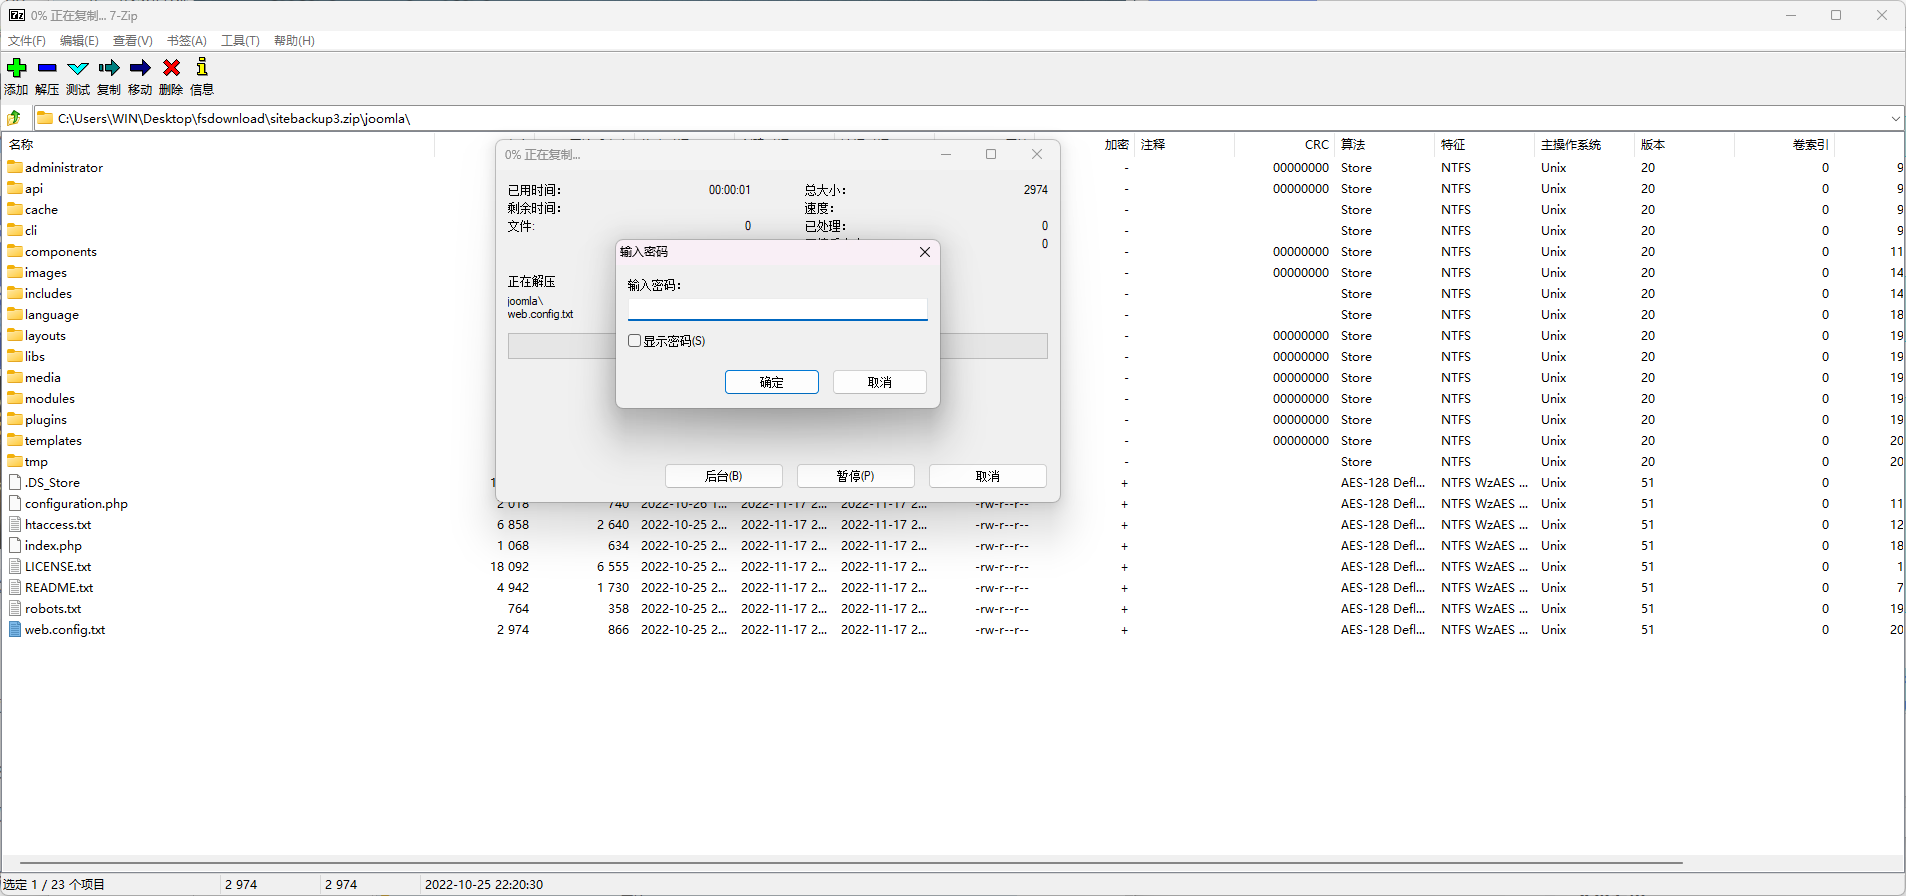 0% 正在复制... 7-Zip
文件(F) 编辑(E) 查看(V) 书签(A) 工具(T) 帮助(H)
添加 解压 测试 复制 移动 删除 信息
C:\Users\WIN\Desktop\fsdownload\sitebackup3.zip\joomla\
名称 加密 注释 CRC 算法 特征 主操作系统 版本 卷索引
administrator - 00000000 Store NTFS Unix 20 0 9
api - 00000000 Store NTFS Unix 20 0 9
cache - Store NTFS Unix 20 0 9
cli - Store NTFS Unix 20 0 9
components - 00000000 Store NTFS Unix 20 0 11
images - 00000000 Store NTFS Unix 20 0 14
includes - Store NTFS Unix 20 0 14
language - Store NTFS Unix 20 0 18
layouts - 00000000 Store NTFS Unix 20 0 19
libs - 00000000 Store NTFS Unix 20 0 19
media - 00000000 Store NTFS Unix 20 0 19
modules - 00000000 Store NTFS Unix 20 0 19
plugins - 00000000 Store NTFS Unix 20 0 19
templates - 00000000 Store NTFS Unix 20 0 20
tmp - Store NTFS Unix 20 0 20
.DS_Store + AES-128 Defl... NTFS WzAES ... Unix 51 0
configuration.php 2 018 740 2022-10-26 1... 2022-11-17 2... 2022-11-17 2... -rw-r--r-- + AES-128 Defl... NTFS WzAES ... Unix 51 0 11
htaccess.txt 6 858 2 640 2022-10-25 2... 2022-11-17 2... 2022-11-17 2... -rw-r--r-- + AES-128 Defl... NTFS WzAES ... Unix 51 0 12
index.php 1 068 634 2022-10-25 2... 2022-11-17 2... 2022-11-17 2... -rw-r--r-- + AES-128 Defl... NTFS WzAES ... Unix 51 0 18
LICENSE.txt 18 092 6 555 2022-10-25 2... 2022-11-17 2... 2022-11-17 2... -rw-r--r-- + AES-128 Defl... NTFS WzAES ... Unix 51 0 1
README.txt 4 942 1 730 2022-10-25 2... 2022-11-17 2... 2022-11-17 2... -rw-r--r-- + AES-128 Defl... NTFS WzAES ... Unix 51 0 7
robots.txt 764 358 2022-10-25 2... 2022-11-17 2... 2022-11-17 2... -rw-r--r-- + AES-128 Defl... NTFS WzAES ... Unix 51 0 19
web.config.txt 2 974 866 2022-10-25 2... 2022-11-17 2... 2022-11-17 2... -rw-r--r-- + AES-128 Defl... NTFS WzAES ... Unix 51 0 20
0% 正在复制...
已用时间: 00:00:01 总大小: 2974
剩余时间: 速度:
文件: 0 已处理: 0
0
正在解压
joomla\
web.config.txt
后台(B) 暂停(P) 取消
输入密码
输入密码:
显示密码(S)
确定 取消
选定 1 / 23 个项目 2 974 2 974 2022-10-25 22:20:30